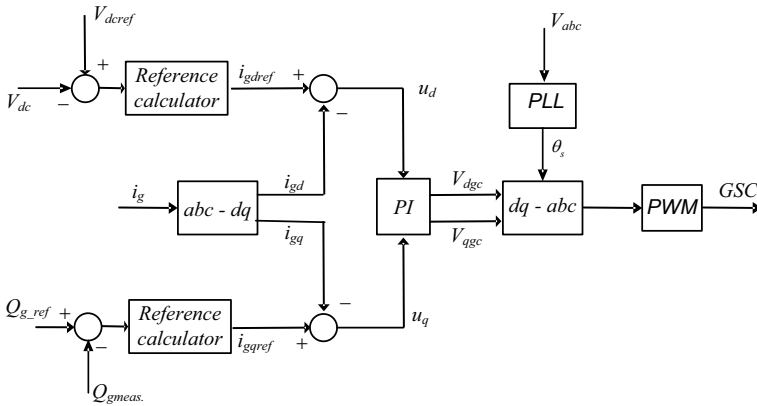 V_dcref
V_abc
+
Reference
calculator
i_gdref
+
u_d
PLL
V_dc
−
−
θ_s
i_g
abc - dq
i_gd
i_gq
PI
V_dgc
V_qgc
dq - abc
PWM
GSC
Q_g_ref
+
−
Reference
calculator
i_gqref
−
+
u_q
Q_gmeas.